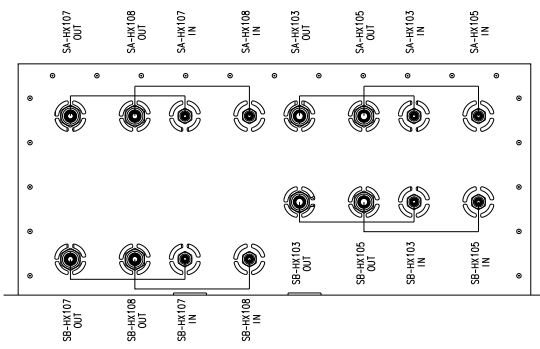 SA-HX107
OUT
SA-HX108
OUT
SA-HX107
IN
SA-HX108
IN
SA-HX103
OUT
SA-HX105
OUT
SA-HX103
IN
SA-HX105
IN
SB-HX103
OUT
SB-HX105
OUT
SB-HX103
IN
SB-HX105
IN
SB-HX107
OUT
SB-HX108
OUT
SB-HX107
IN
SB-HX108
IN